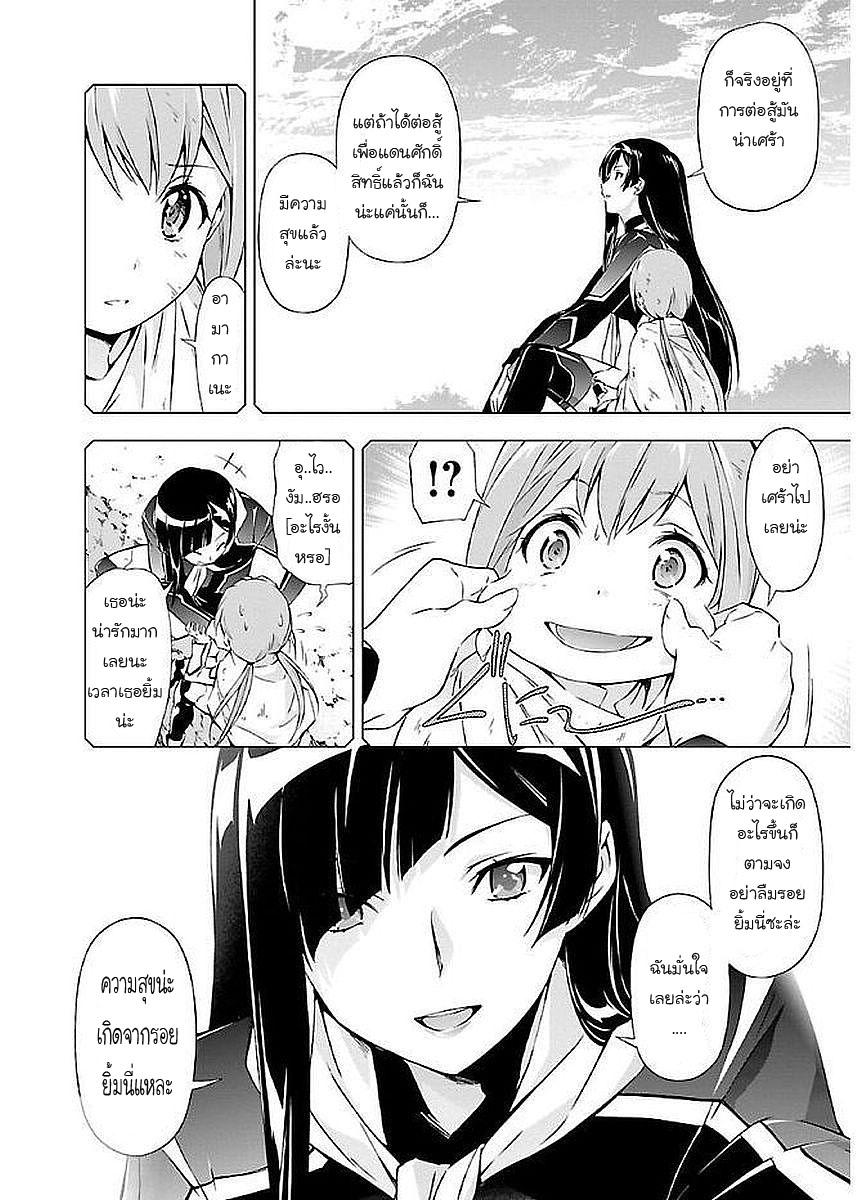 ก็จริงอยู่ที่
การต่อสู้มัน
น่าเศร้า
แต่ถ้าได้ต่อสู้
เพื่อแดนศักดิ์
สิทธิ์แล้วก็ฉัน
น่ะแค่นั้นก็...
มีความ
สุขแล้ว
ล่ะนะ
อา
มา
กา
เนะ
อย่า
เศร้าไป
เลยน่ะ
!?
อุ..ไว
งัม..ฮรอ
[อะไรงั้น
หรอ]
เธอน่ะ
น่ารักมาก
เลยนะ
เวลาเธอยิ้ม
น่ะ
ไม่ว่าจะเกิด
อะไรขึ้นก็
ตามจง
อย่าลืมรอย
ยิ้มนี่ซะล่ะ
ฉันมั่นใจ
เลยล่ะว่า
....
ความสุขน่ะ
เกิดจากรอย
ยิ้มนี่แหละ